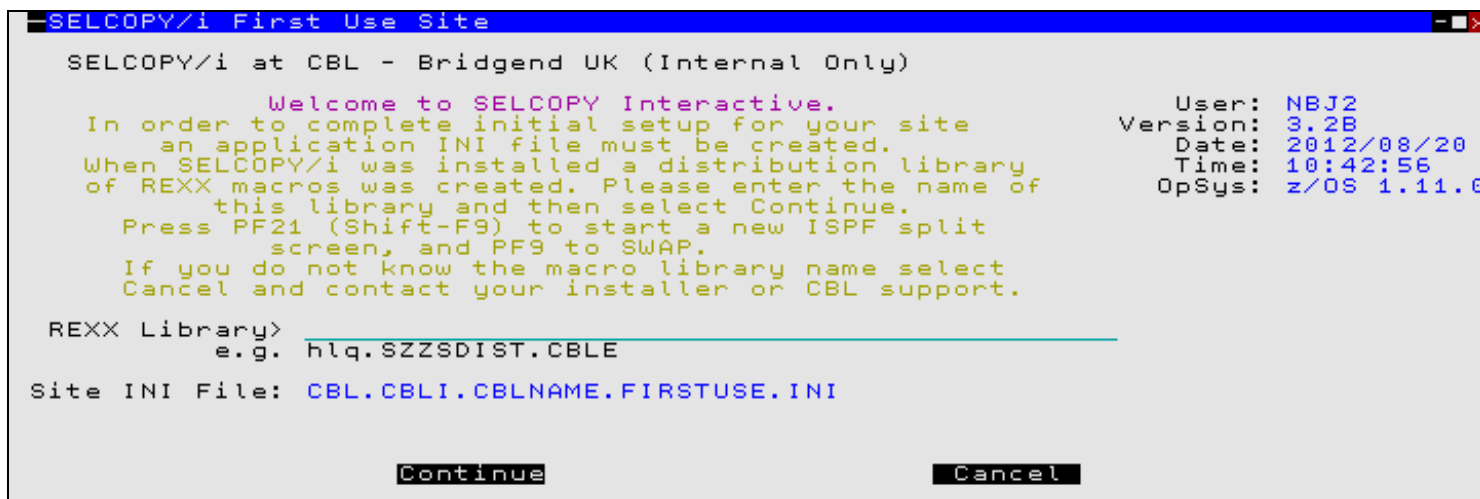 SELCOPY/i First Use Site
SELCOPY/i at CBL - Bridgend UK (Internal Only)
Welcome to SELCOPY Interactive.
In order to complete initial setup for your site
an application INI file must be created.
When SELCOPY/i was installed a distribution library
of REXX macros was created. Please enter the name of
this library and then select Continue.
Press PF21 (Shift-F9) to start a new ISPF split
screen, and PF9 to SWAP.
If you do not know the macro library name select
Cancel and contact your installer or CBL support.
User: NBJ2
Version: 3.2B
Date: 2012/08/20
Time: 10:42:56
OpSys: z/OS 1.11.0
REXX Library>
e.g. hlq.SZZSDIST.CBLE
Site INI File: CBL.CBLI.CBLNAME.FIRSTUSE.INI
Continue Cancel